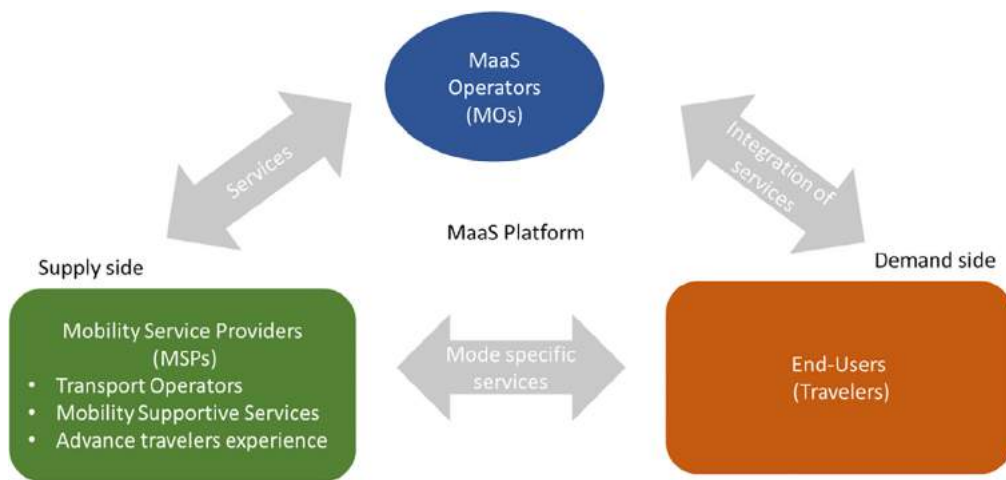 MaaS
Operators
(MOs)
Services
Integration of
services
MaaS Platform
Supply side
Demand side
Mobility Service Providers
(MSPs)
• Transport Operators
• Mobility Supportive Services
• Advance travelers experience
Mode specific
services
End-Users
(Travelers)